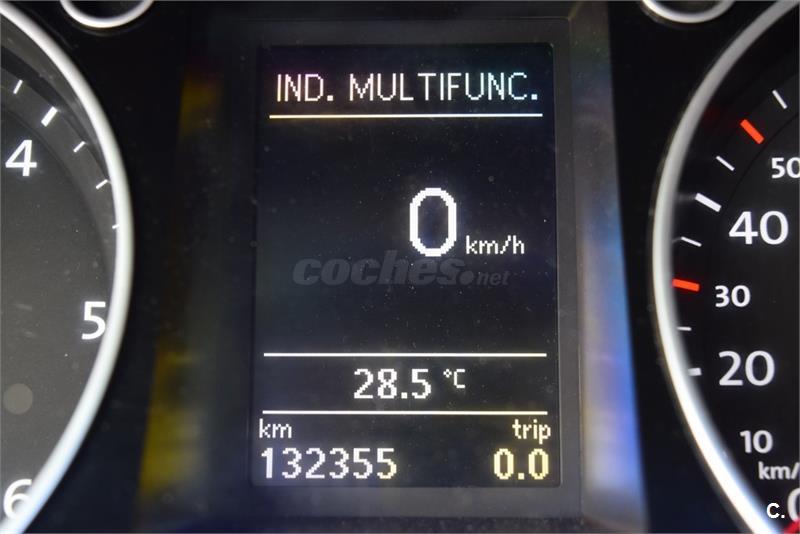 IND. MULTIFUNC.
0 km/h
coches.net
28.5 °C
km trip
132355 0.0
4
5
6
50
40
30
20
10
km/
0
C.